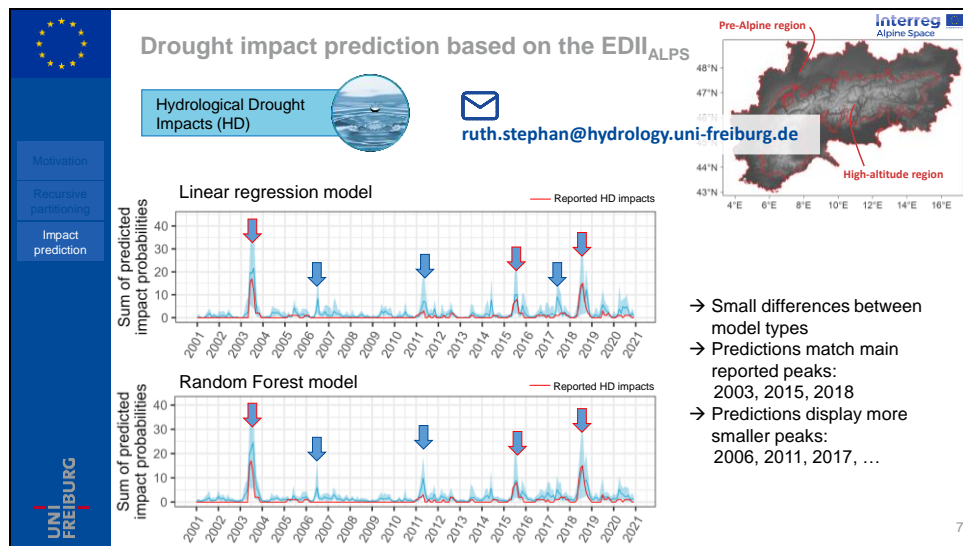 Drought impact prediction based on the EDIIALPS
Interreg
Alpine Space
Pre-Alpine region
48°N
47°N
46°N
44°N
43°N
4°E 6°E 8°E 10°E 12°E 14°E 16°E
High-altitude region
Hydrological Drought
Impacts (HD)
ruth.stephan@hydrology.uni-freiburg.de
Motivation
Recursive
partitioning
Impact
prediction
Linear regression model
Reported HD impacts
Sum of predicted
impact probabilities
40
30
20
10
0
2001 2002 2003 2004 2005 2006 2007 2008 2009 2010 2011 2012 2013 2014 2015 2016 2017 2018 2019 2020 2021
Random Forest model
Reported HD impacts
Sum of predicted
impact probabilities
40
30
20
10
0
2001 2002 2003 2004 2005 2006 2007 2008 2009 2010 2011 2012 2013 2014 2015 2016 2017 2018 2019 2020 2021
→ Small differences between
model types
→ Predictions match main
reported peaks:
2003, 2015, 2018
→ Predictions display more
smaller peaks:
2006, 2011, 2017, …
UNI
FREIBURG
7